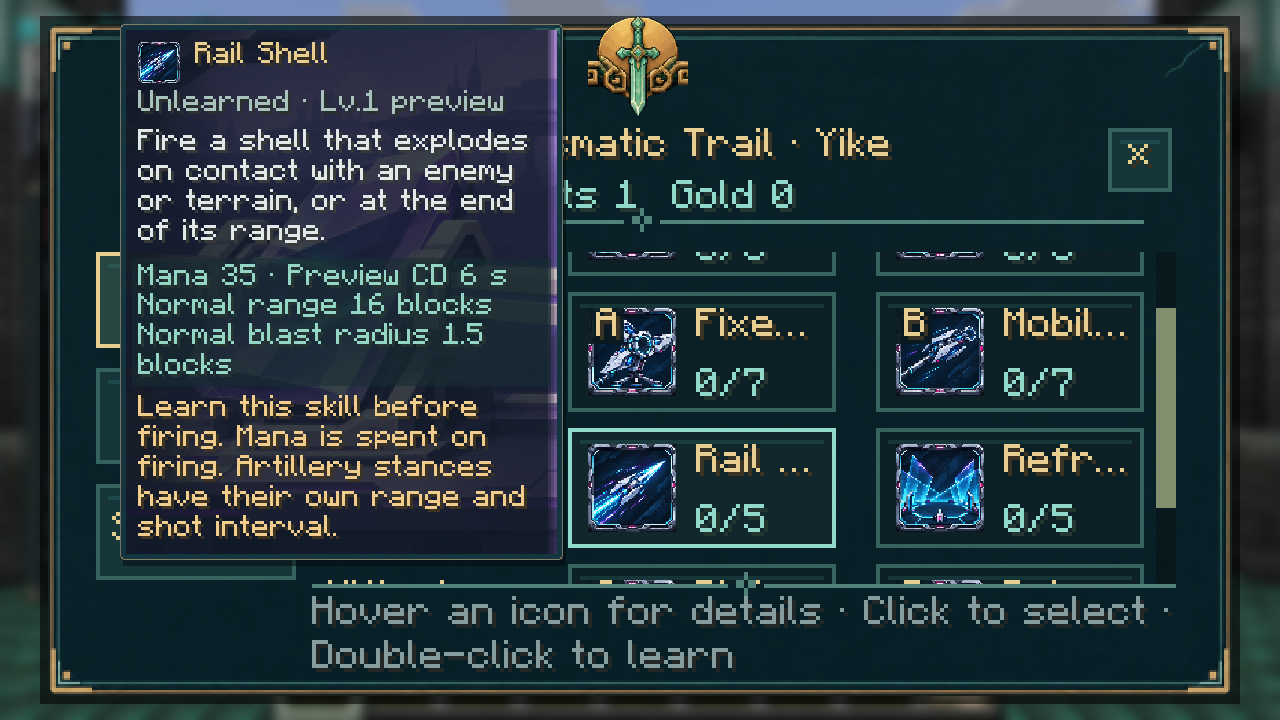 Rail Shell
Unlearned · Lv.1 preview
Fire a shell that explodes
on contact with an enemy
or terrain, or at the end
of its range.
Mana 35 · Preview CD 6 s
Normal range 16 blocks
Normal blast radius 1.5
blocks
Learn this skill before
firing. Mana is spent on
firing. Artillery stances
have their own range and
shot interval.
Trail · Yike
1 Gold 0
×
A Fixe...
0/7
B Mobil...
0/7
Rail ...
0/5
Refr...
0/5
Hover an icon for details · Click to select ·
Double-click to learn